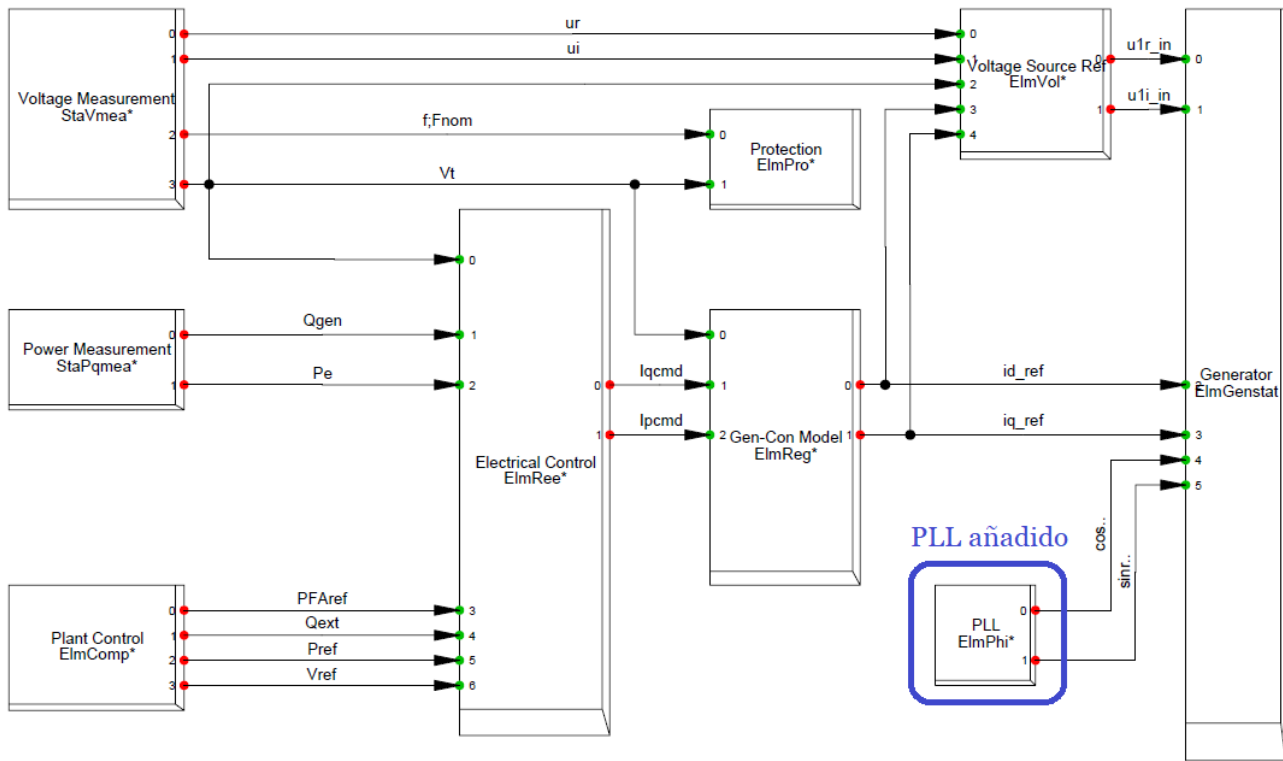 Voltage Measurement
StaVmea*
0
1
2
3
ur
ui
f;Fnom
Vt
0
1
2
3
4
Voltage Source Ref
ElmVol*
0
1
u1r_in
u1i_in
0
1
Protection
ElmPro*
0
1
Power Measurement
StaPqmea*
0
1
Qgen
Pe
0
1
2
Electrical Control
ElmRee*
0
1
Iqcmd
Ipcmd
0
1
2
Gen-Con Model
ElmReg*
0
1
id_ref
iq_ref
Generator
ElmGenstat
2
3
4
5
Plant Control
ElmComp*
0
1
2
3
PFAref
Qext
Pref
Vref
3
4
5
6
PLL añadido
PLL
ElmPhi*
0
1
cos..
sinr..